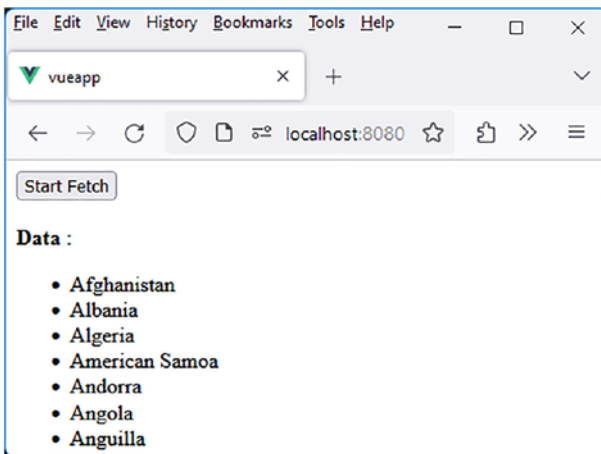 File Edit View History Bookmarks Tools Help
vueapp
localhost:8080
Start Fetch
Data :
• Afghanistan
• Albania
• Algeria
• American Samoa
• Andorra
• Angola
• Anguilla